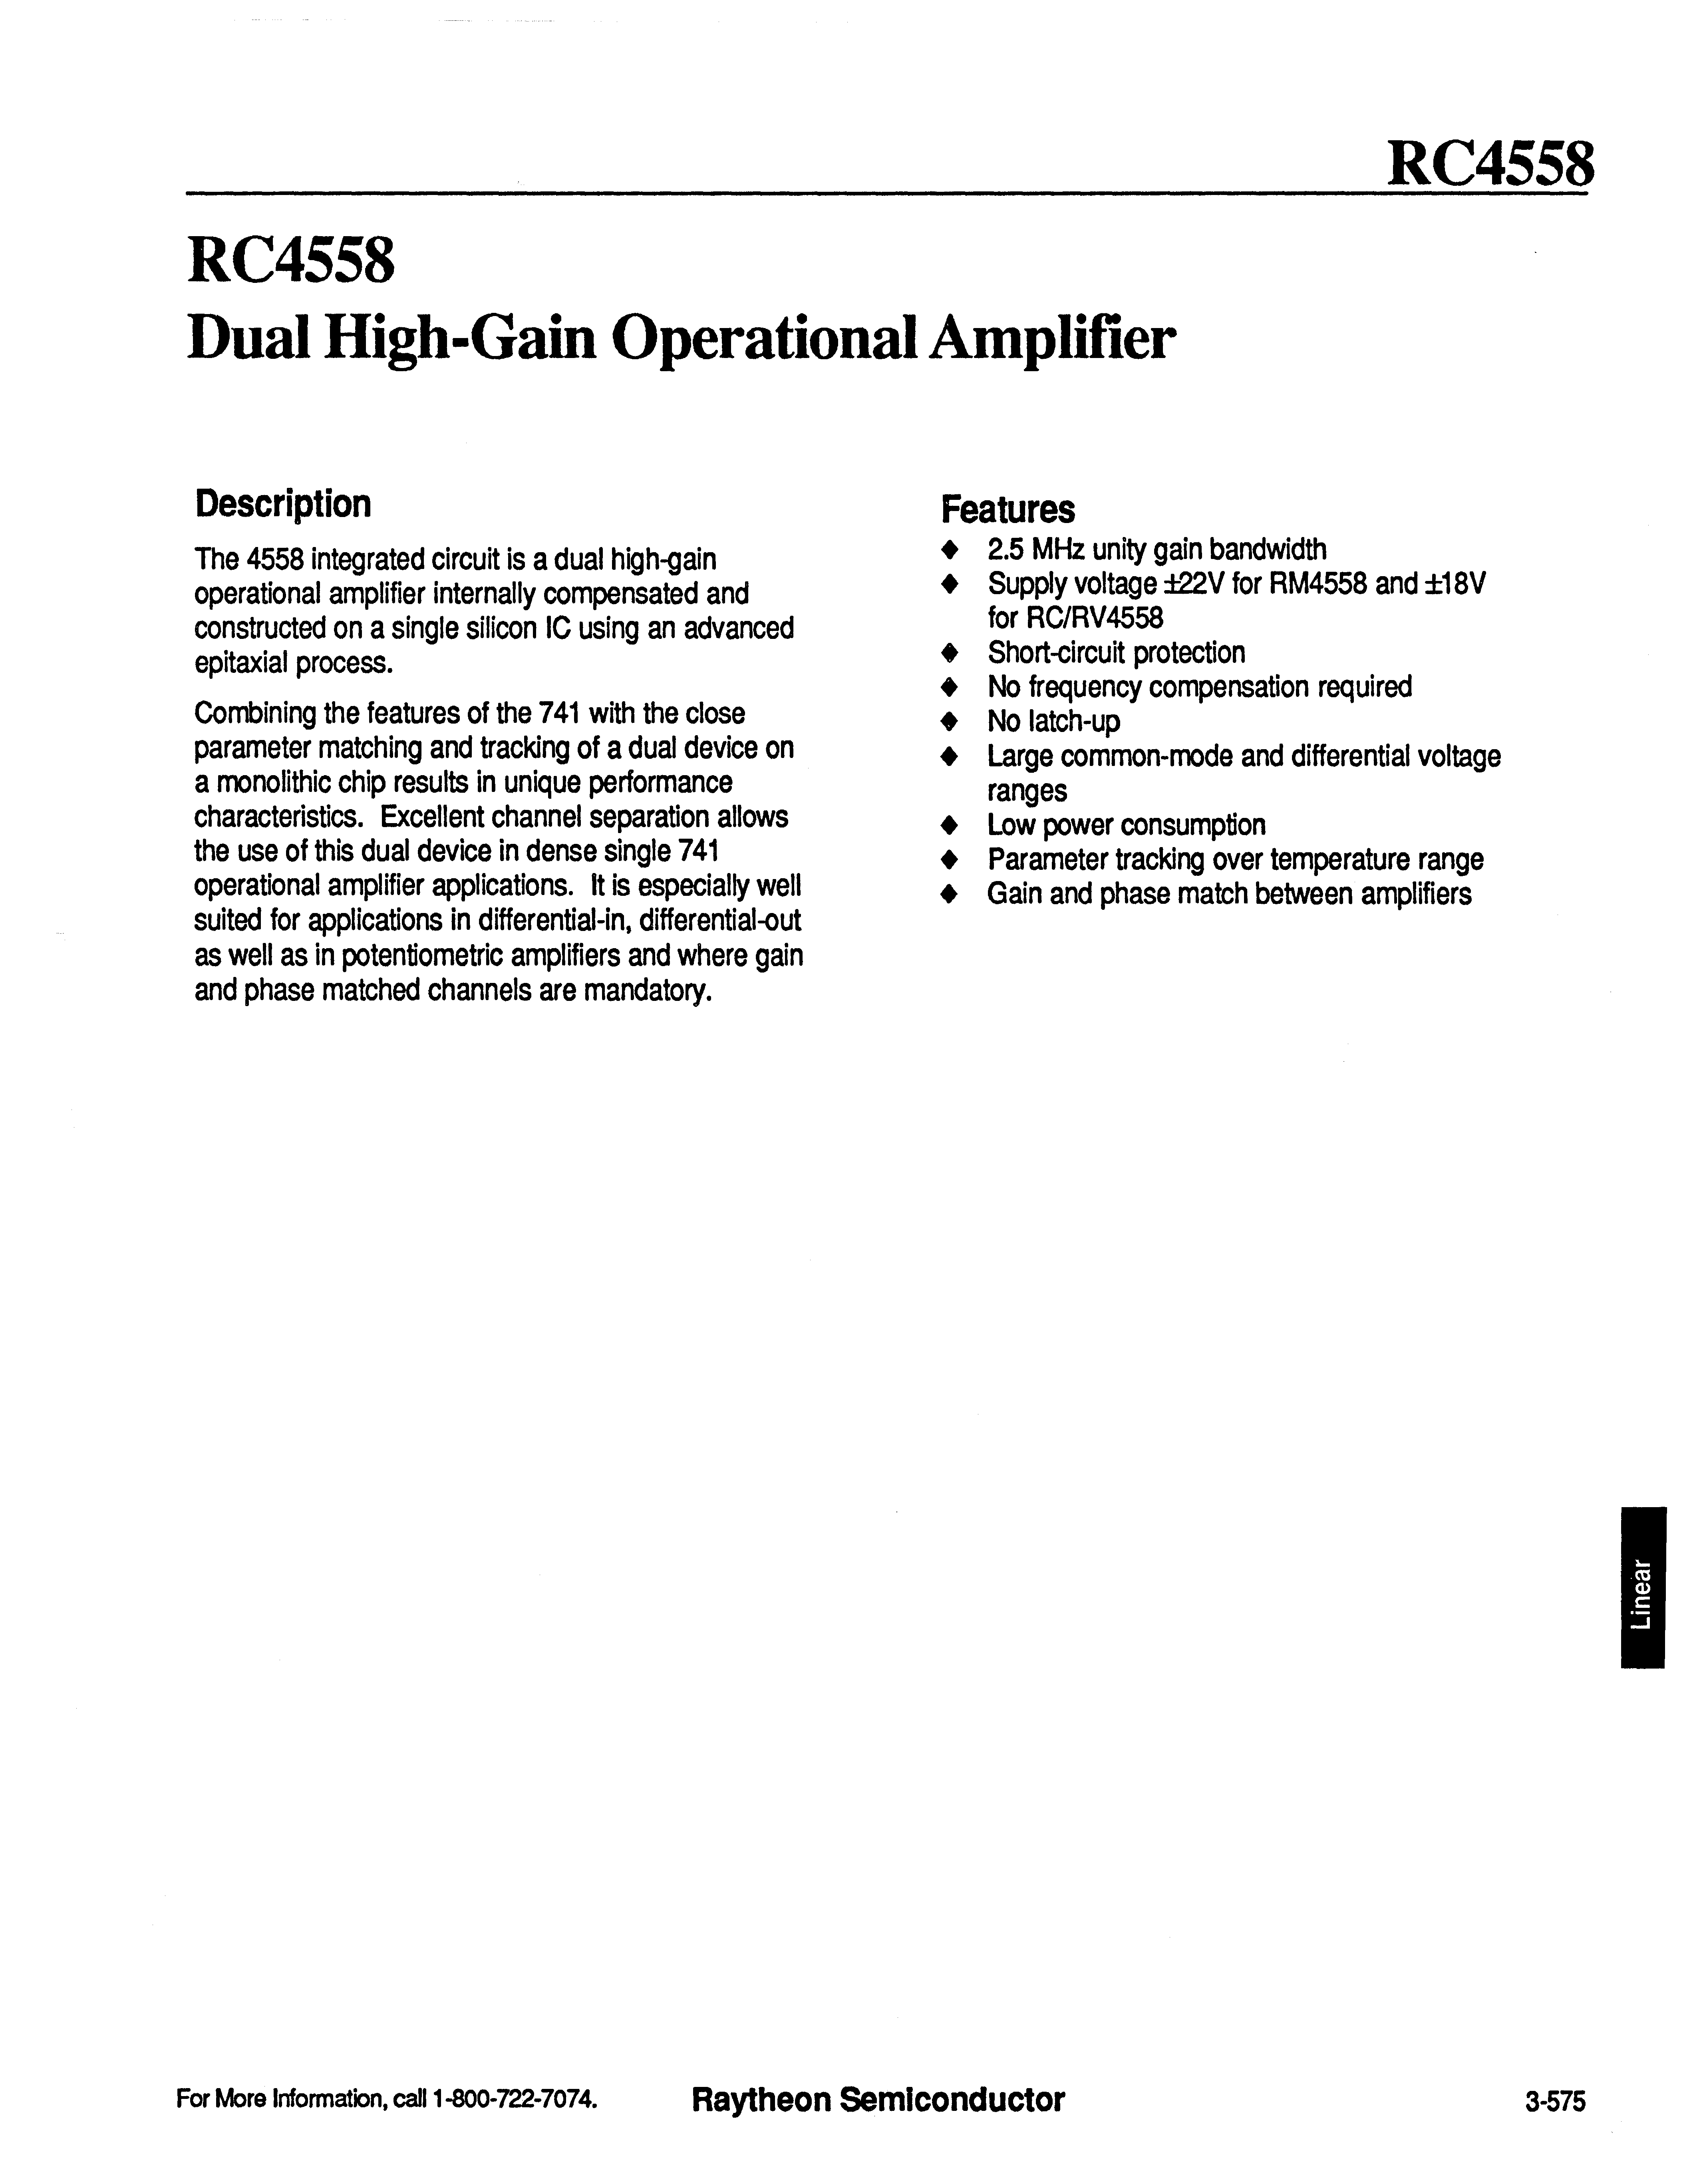 RC4558
RC4558
Dual High-Gain Operational Amplifier
Description
The 4558 integrated circuit is a dual high-gain
operational amplifier internally compensated and
constructed on a single silicon IC using an advanced
epitaxial process.
Combining the features of the 741 with the close
parameter matching and tracking of a dual device on
a monolithic chip results in unique performance
characteristics. Excellent channel separation allows
the use of this dual device in dense single 741
operational amplifier applications. It is especially well
suited for applications in differential-in, differential-out
as well as in potentiometric amplifiers and where gain
and phase matched channels are mandatory.
Features
♦ 2.5 MHz unity gain bandwidth
♦ Supply voltage ±22V for RM4558 and ±18V
for RC/RV4558
♦ Short-circuit protection
♦ No frequency compensation required
♦ No latch-up
♦ Large common-mode and differential voltage
ranges
♦ Low power consumption
♦ Parameter tracking over temperature range
♦ Gain and phase match between amplifiers
Linear
For More Information, call 1-800-722-7074.
Raytheon Semiconductor
3-575